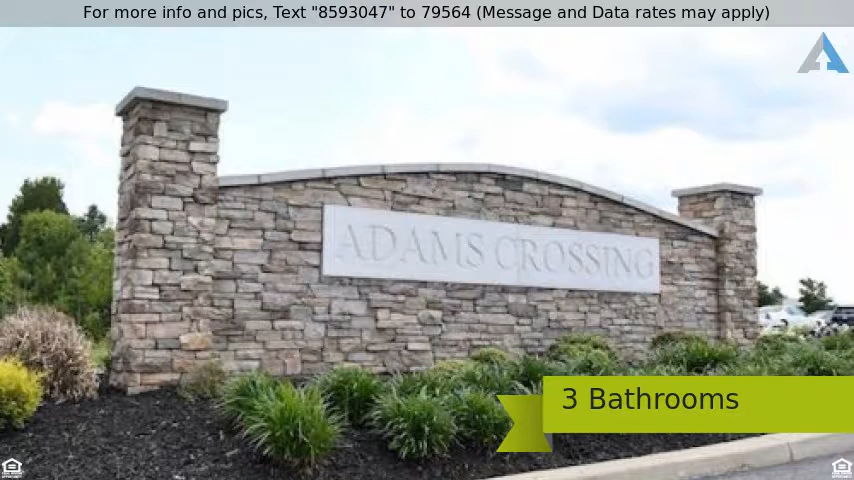 For more info and pics, Text "8593047" to 79564 (Message and Data rates may apply)
ADAMS CROSSING
3 Bathrooms